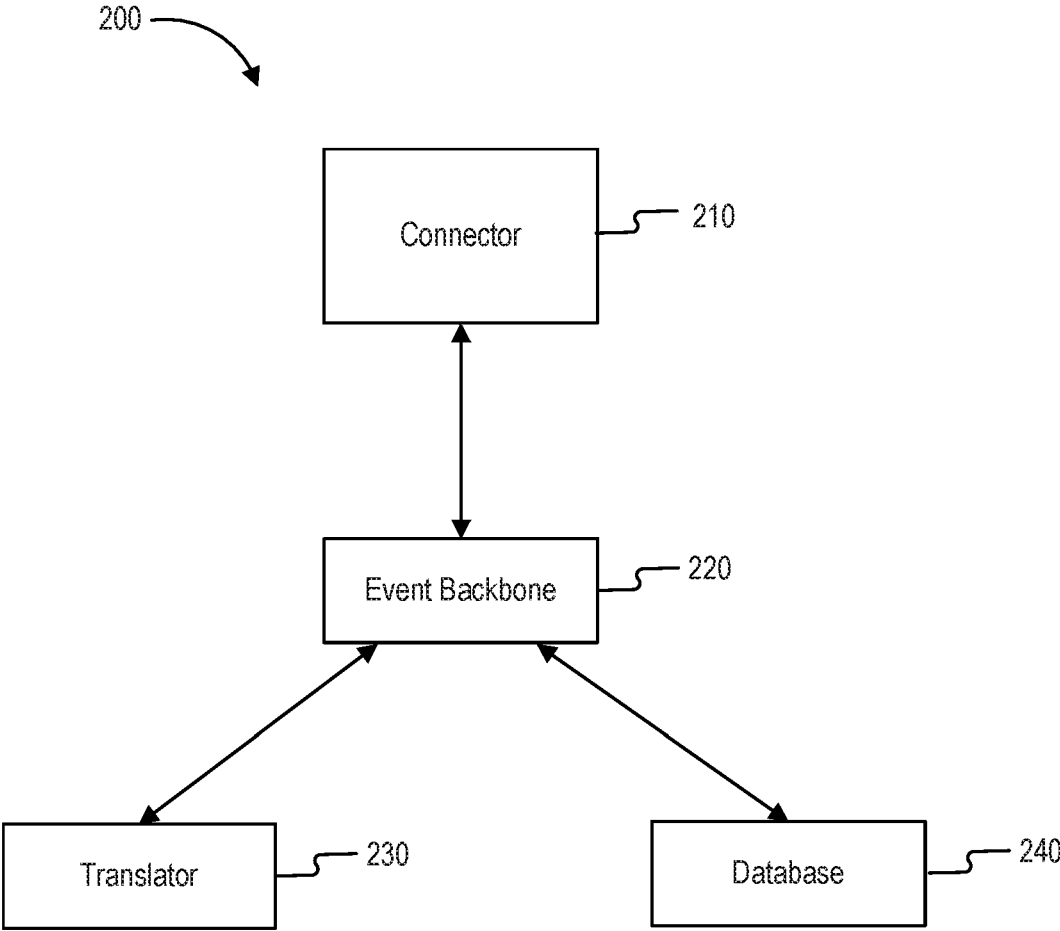 200
Connector
210
Event Backbone
220
Translator
230
Database
240